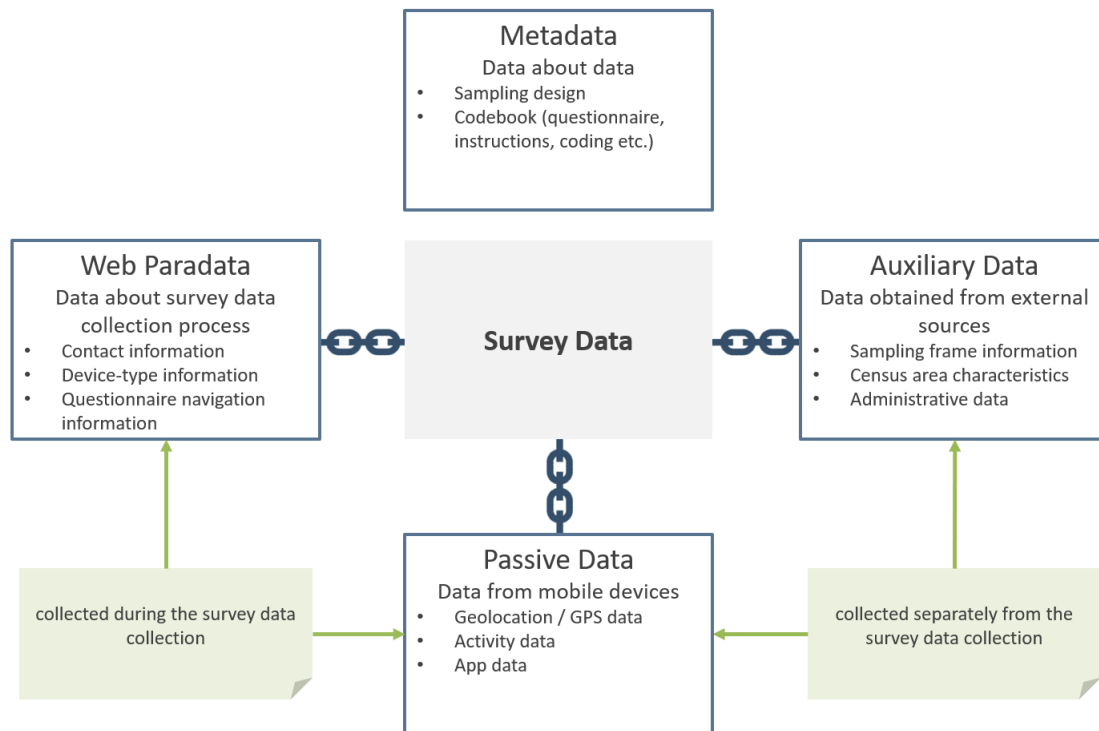 Metadata
Data about data
• Sampling design
• Codebook (questionnaire,
instructions, coding etc.)
Web Paradata
Data about survey data
collection process
• Contact information
• Device-type information
• Questionnaire navigation
information
Survey Data
Auxiliary Data
Data obtained from external
sources
• Sampling frame information
• Census area characteristics
• Administrative data
collected during the survey data
collection
Passive Data
Data from mobile devices
• Geolocation / GPS data
• Activity data
• App data
collected separately from the
survey data collection